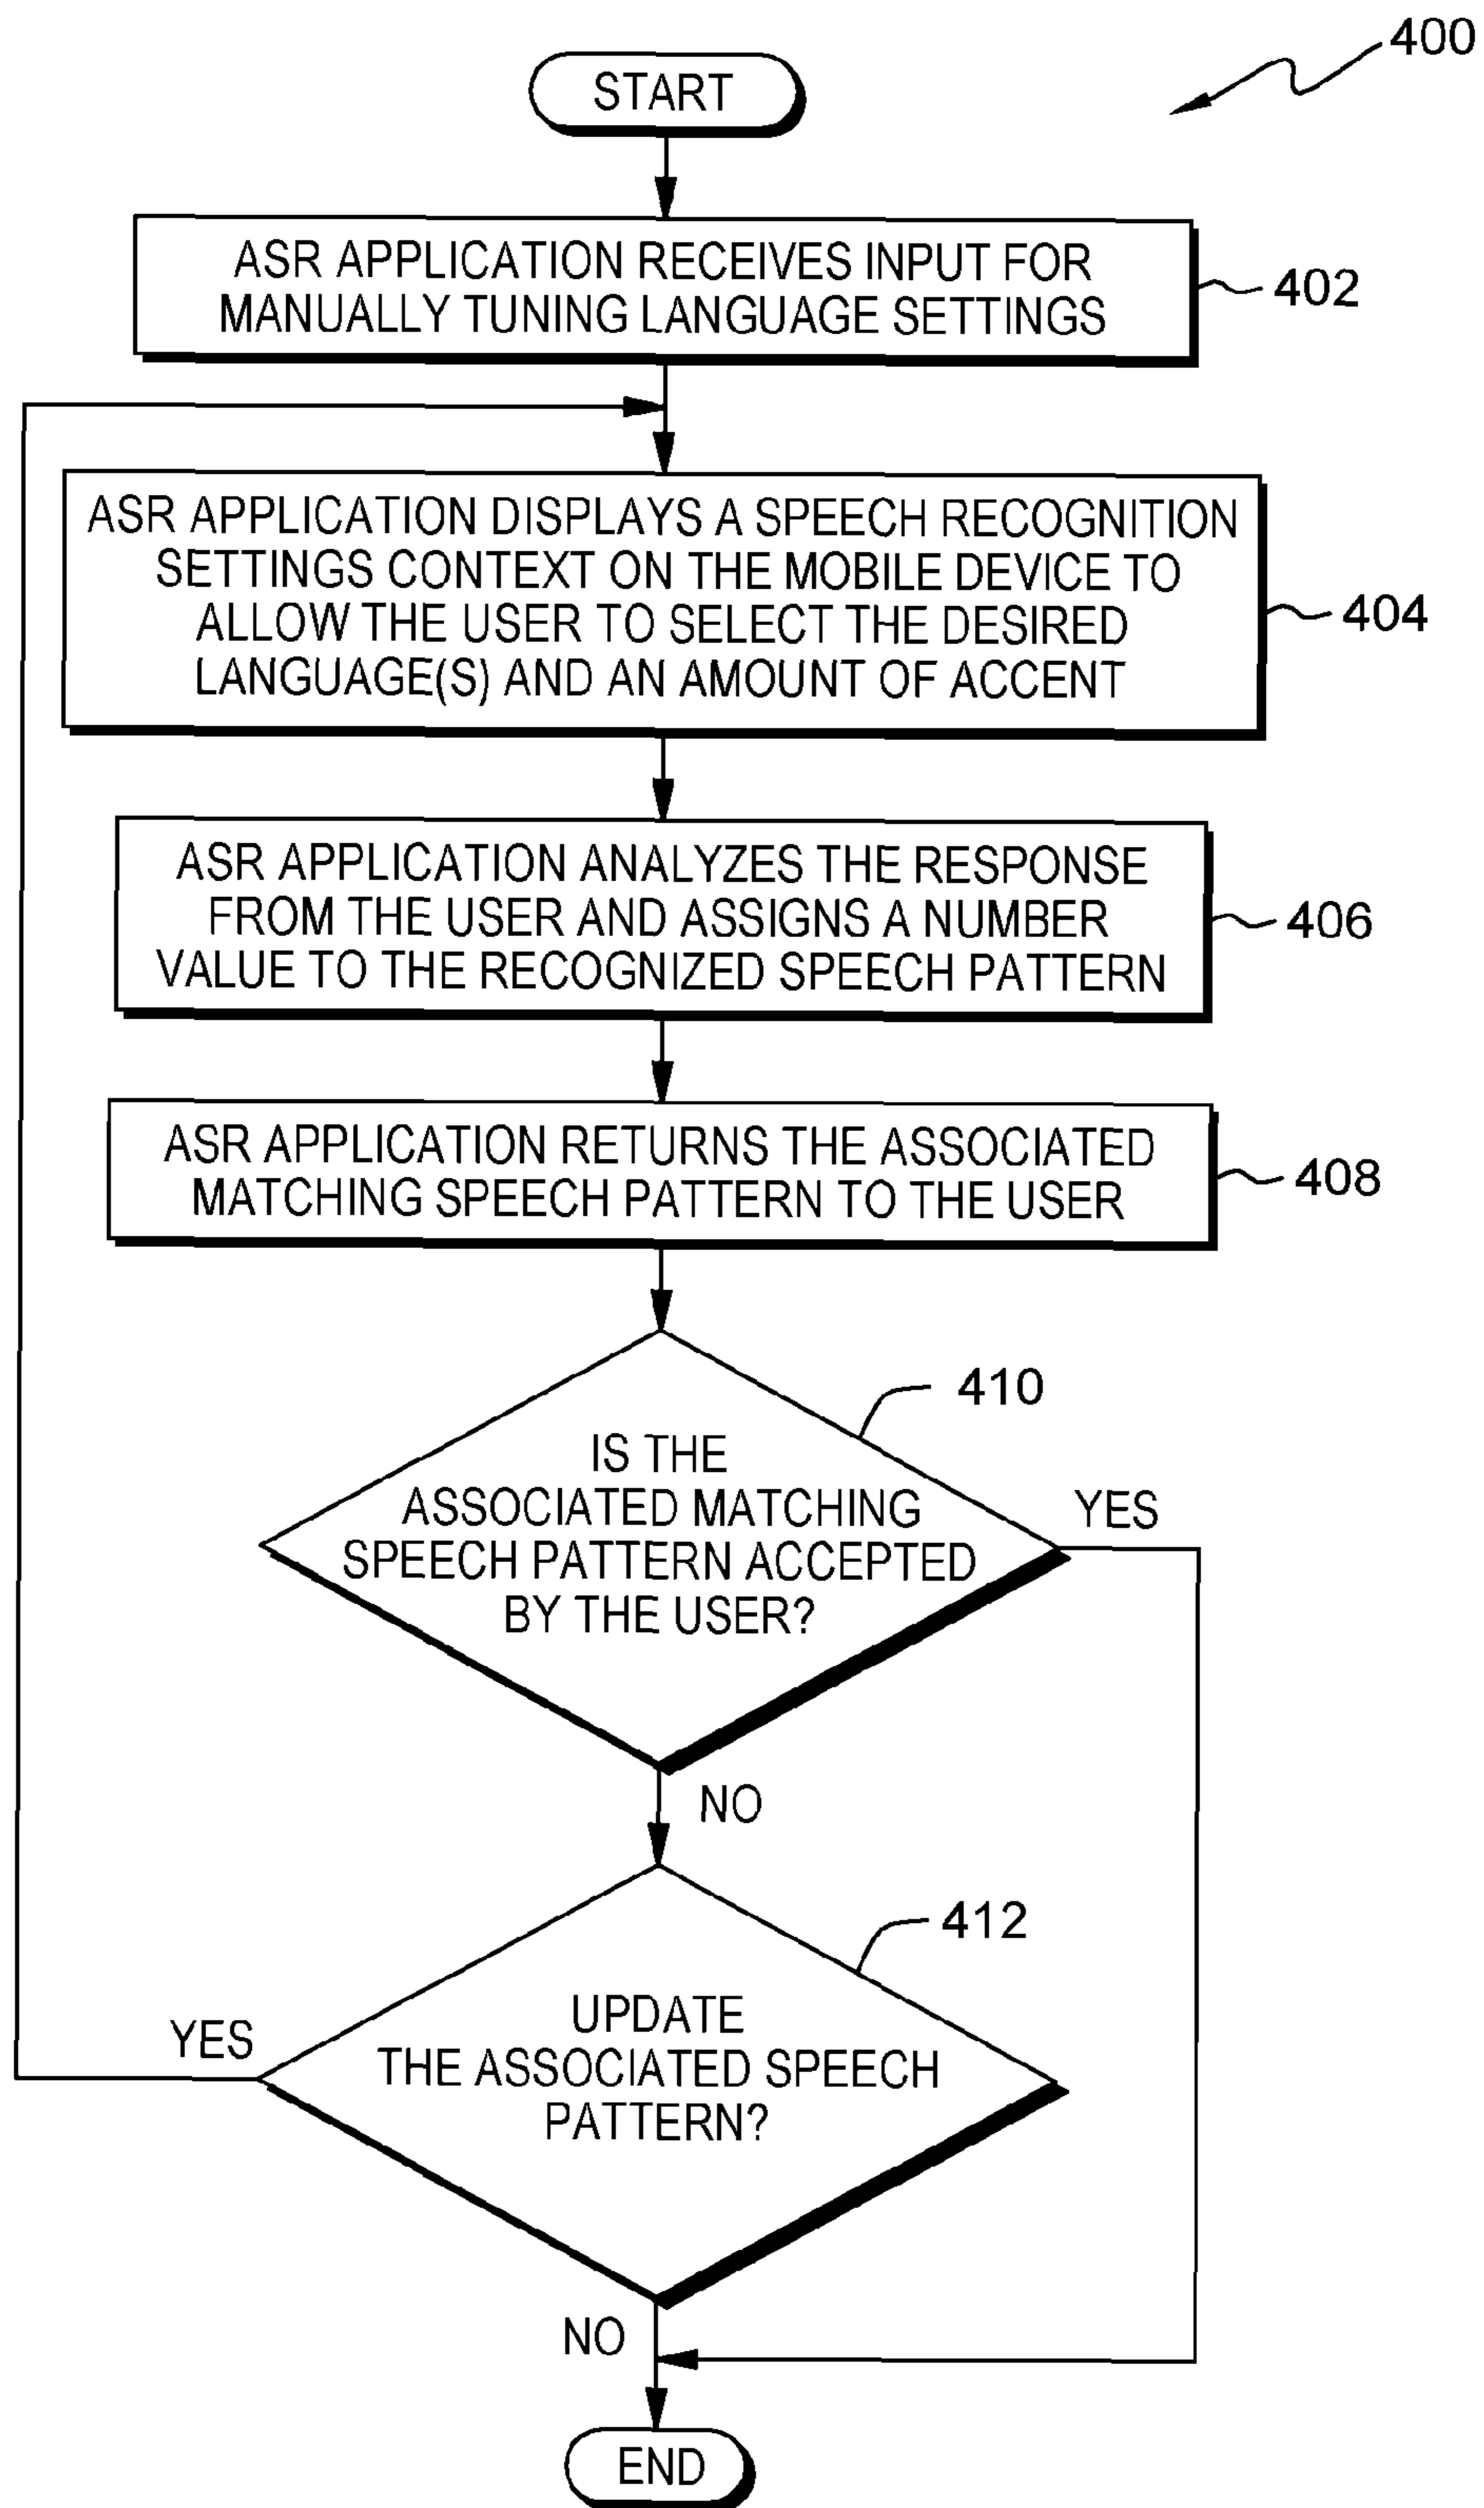 400
START
ASR APPLICATION RECEIVES INPUT FOR
MANUALLY TUNING LANGUAGE SETTINGS
402
ASR APPLICATION DISPLAYS A SPEECH RECOGNITION
SETTINGS CONTEXT ON THE MOBILE DEVICE TO
ALLOW THE USER TO SELECT THE DESIRED
LANGUAGE(S) AND AN AMOUNT OF ACCENT
404
ASR APPLICATION ANALYZES THE RESPONSE
FROM THE USER AND ASSIGNS A NUMBER
VALUE TO THE RECOGNIZED SPEECH PATTERN
406
ASR APPLICATION RETURNS THE ASSOCIATED
MATCHING SPEECH PATTERN TO THE USER
408
410
IS THE
ASSOCIATED MATCHING
SPEECH PATTERN ACCEPTED
BY THE USER?
YES
NO
412
UPDATE
THE ASSOCIATED SPEECH
PATTERN?
YES
NO
END